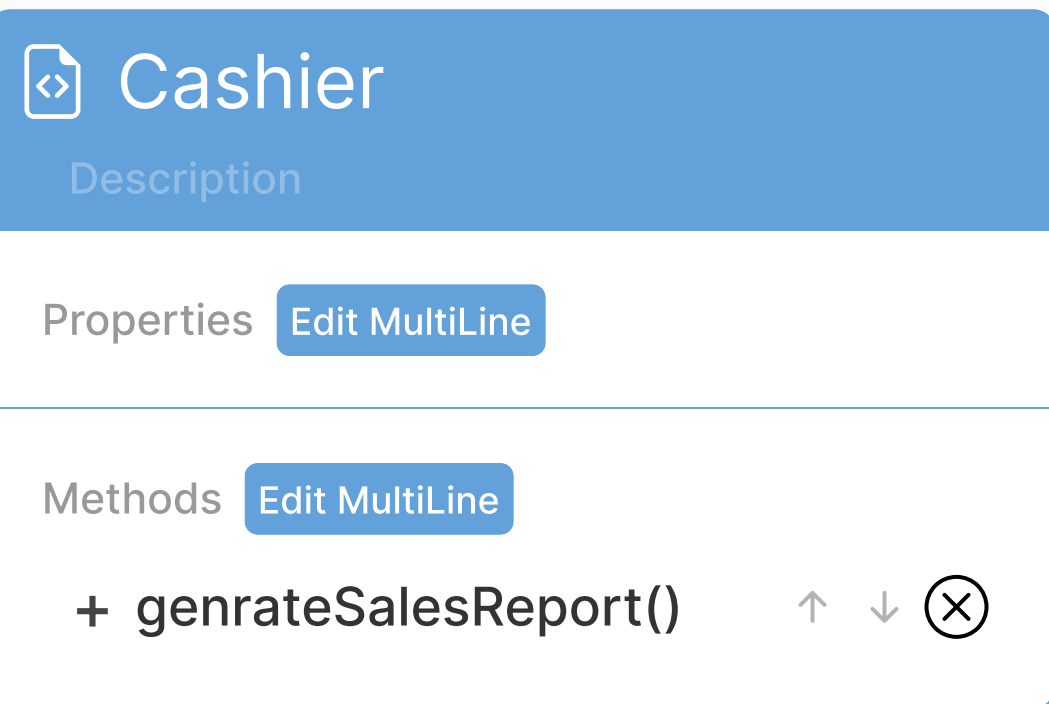 Cashier
Description
Properties Edit MultiLine
Methods Edit MultiLine
+ genrateSalesReport()